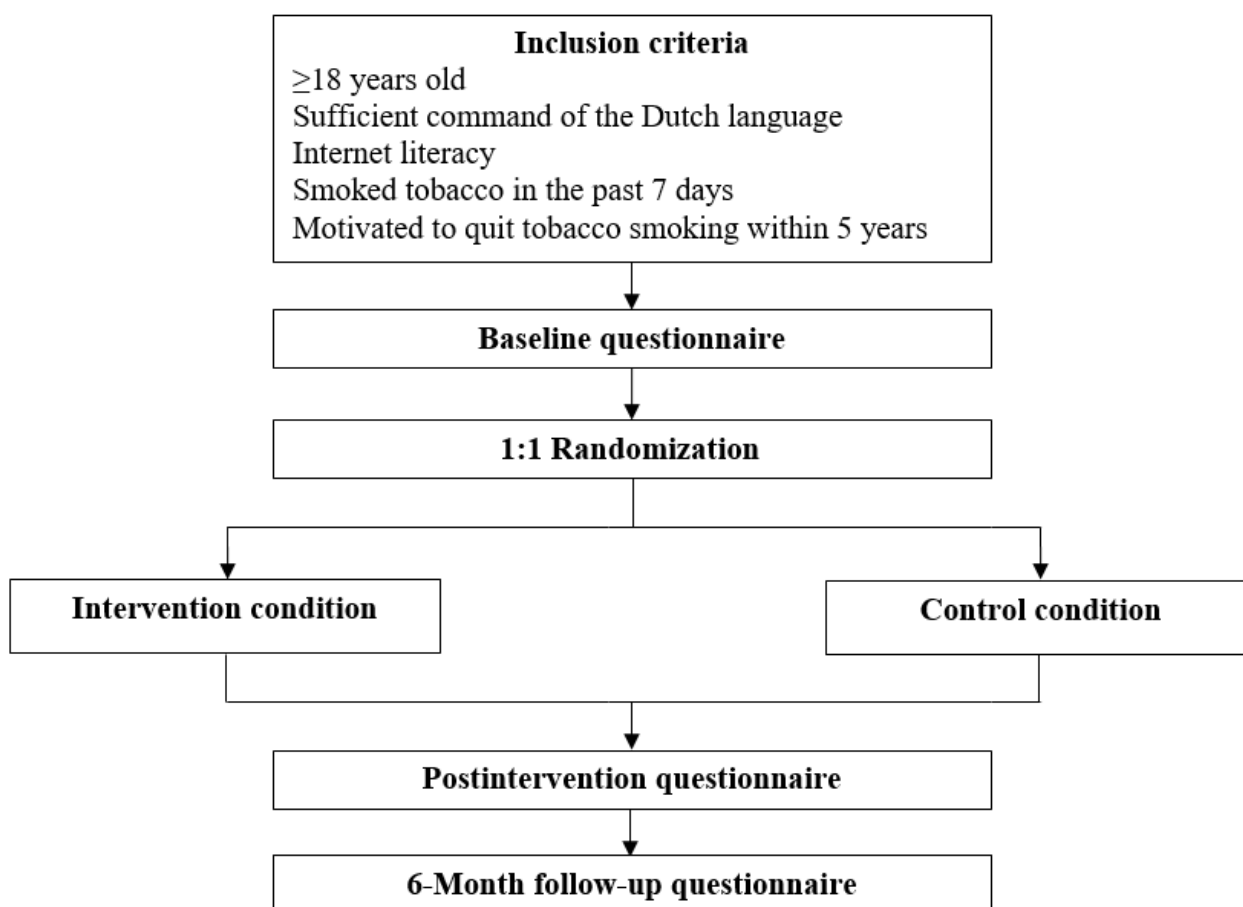 Inclusion criteria
≥18 years old
Sufficient command of the Dutch language
Internet literacy
Smoked tobacco in the past 7 days
Motivated to quit tobacco smoking within 5 years
Baseline questionnaire
1:1 Randomization
Intervention condition
Control condition
Postintervention questionnaire
6-Month follow-up questionnaire